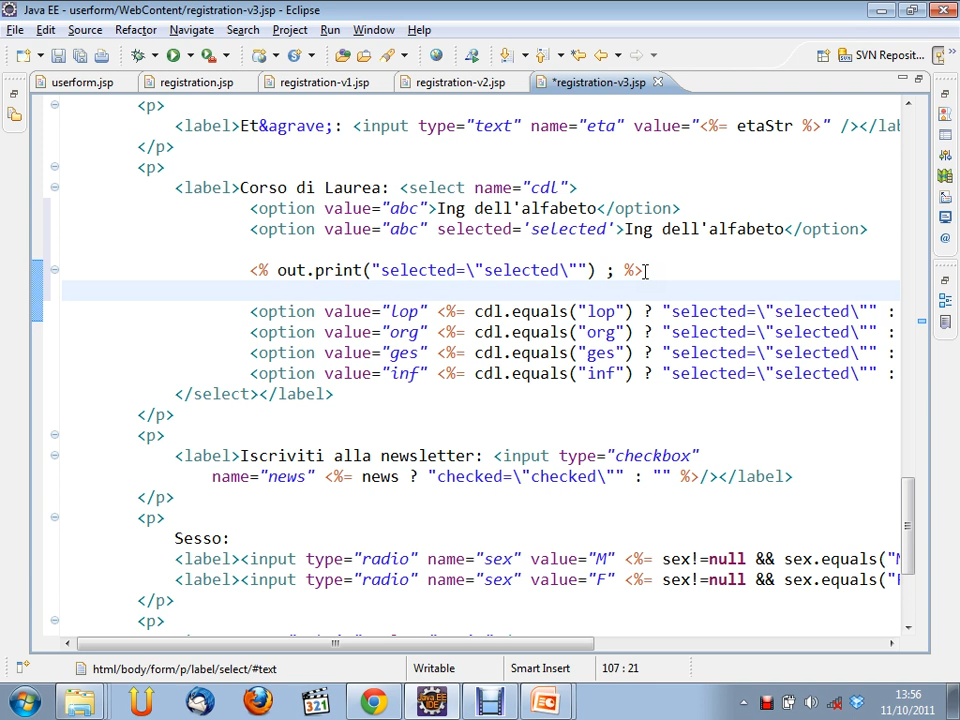 Java EE - userform/WebContent/registration-v3.jsp - Eclipse
File Edit Source Refactor Navigate Search Project Run Window Help
SVN Reposit...
userform.jsp registration.jsp registration-v1.jsp registration-v2.jsp *registration-v3.jsp
<p>
<label>Et&agrave;: <input type="text" name="eta" value="<%= etaStr %>" /></lab
</p>
<p>
<label>Corso di Laurea: <select name="cdl">
<option value="abc">Ing dell'alfabeto</option>
<option value="abc" selected='selected'>Ing dell'alfabeto</option>
<% out.print("selected=\"selected\"") ; %>
<option value="lop" <%= cdl.equals("lop") ? "selected=\"selected\"" :
<option value="org" <%= cdl.equals("org") ? "selected=\"selected\"" :
<option value="ges" <%= cdl.equals("ges") ? "selected=\"selected\"" :
<option value="inf" <%= cdl.equals("inf") ? "selected=\"selected\"" :
</select></label>
</p>
<p>
<label>Iscriviti alla newsletter: <input type="checkbox"
name="news" <%= news ? "checked=\"checked\"" : "" %>/></label>
</p>
<p>
Sesso:
<label><input type="radio" name="sex" value="M" <%= sex!=null && sex.equals("M
<label><input type="radio" name="sex" value="F" <%= sex!=null && sex.equals("F
</p>
<p>
html/body/form/p/label/select/#text Writable Smart Insert 107 : 21
321
Java EE IDE
13:56
11/10/2011